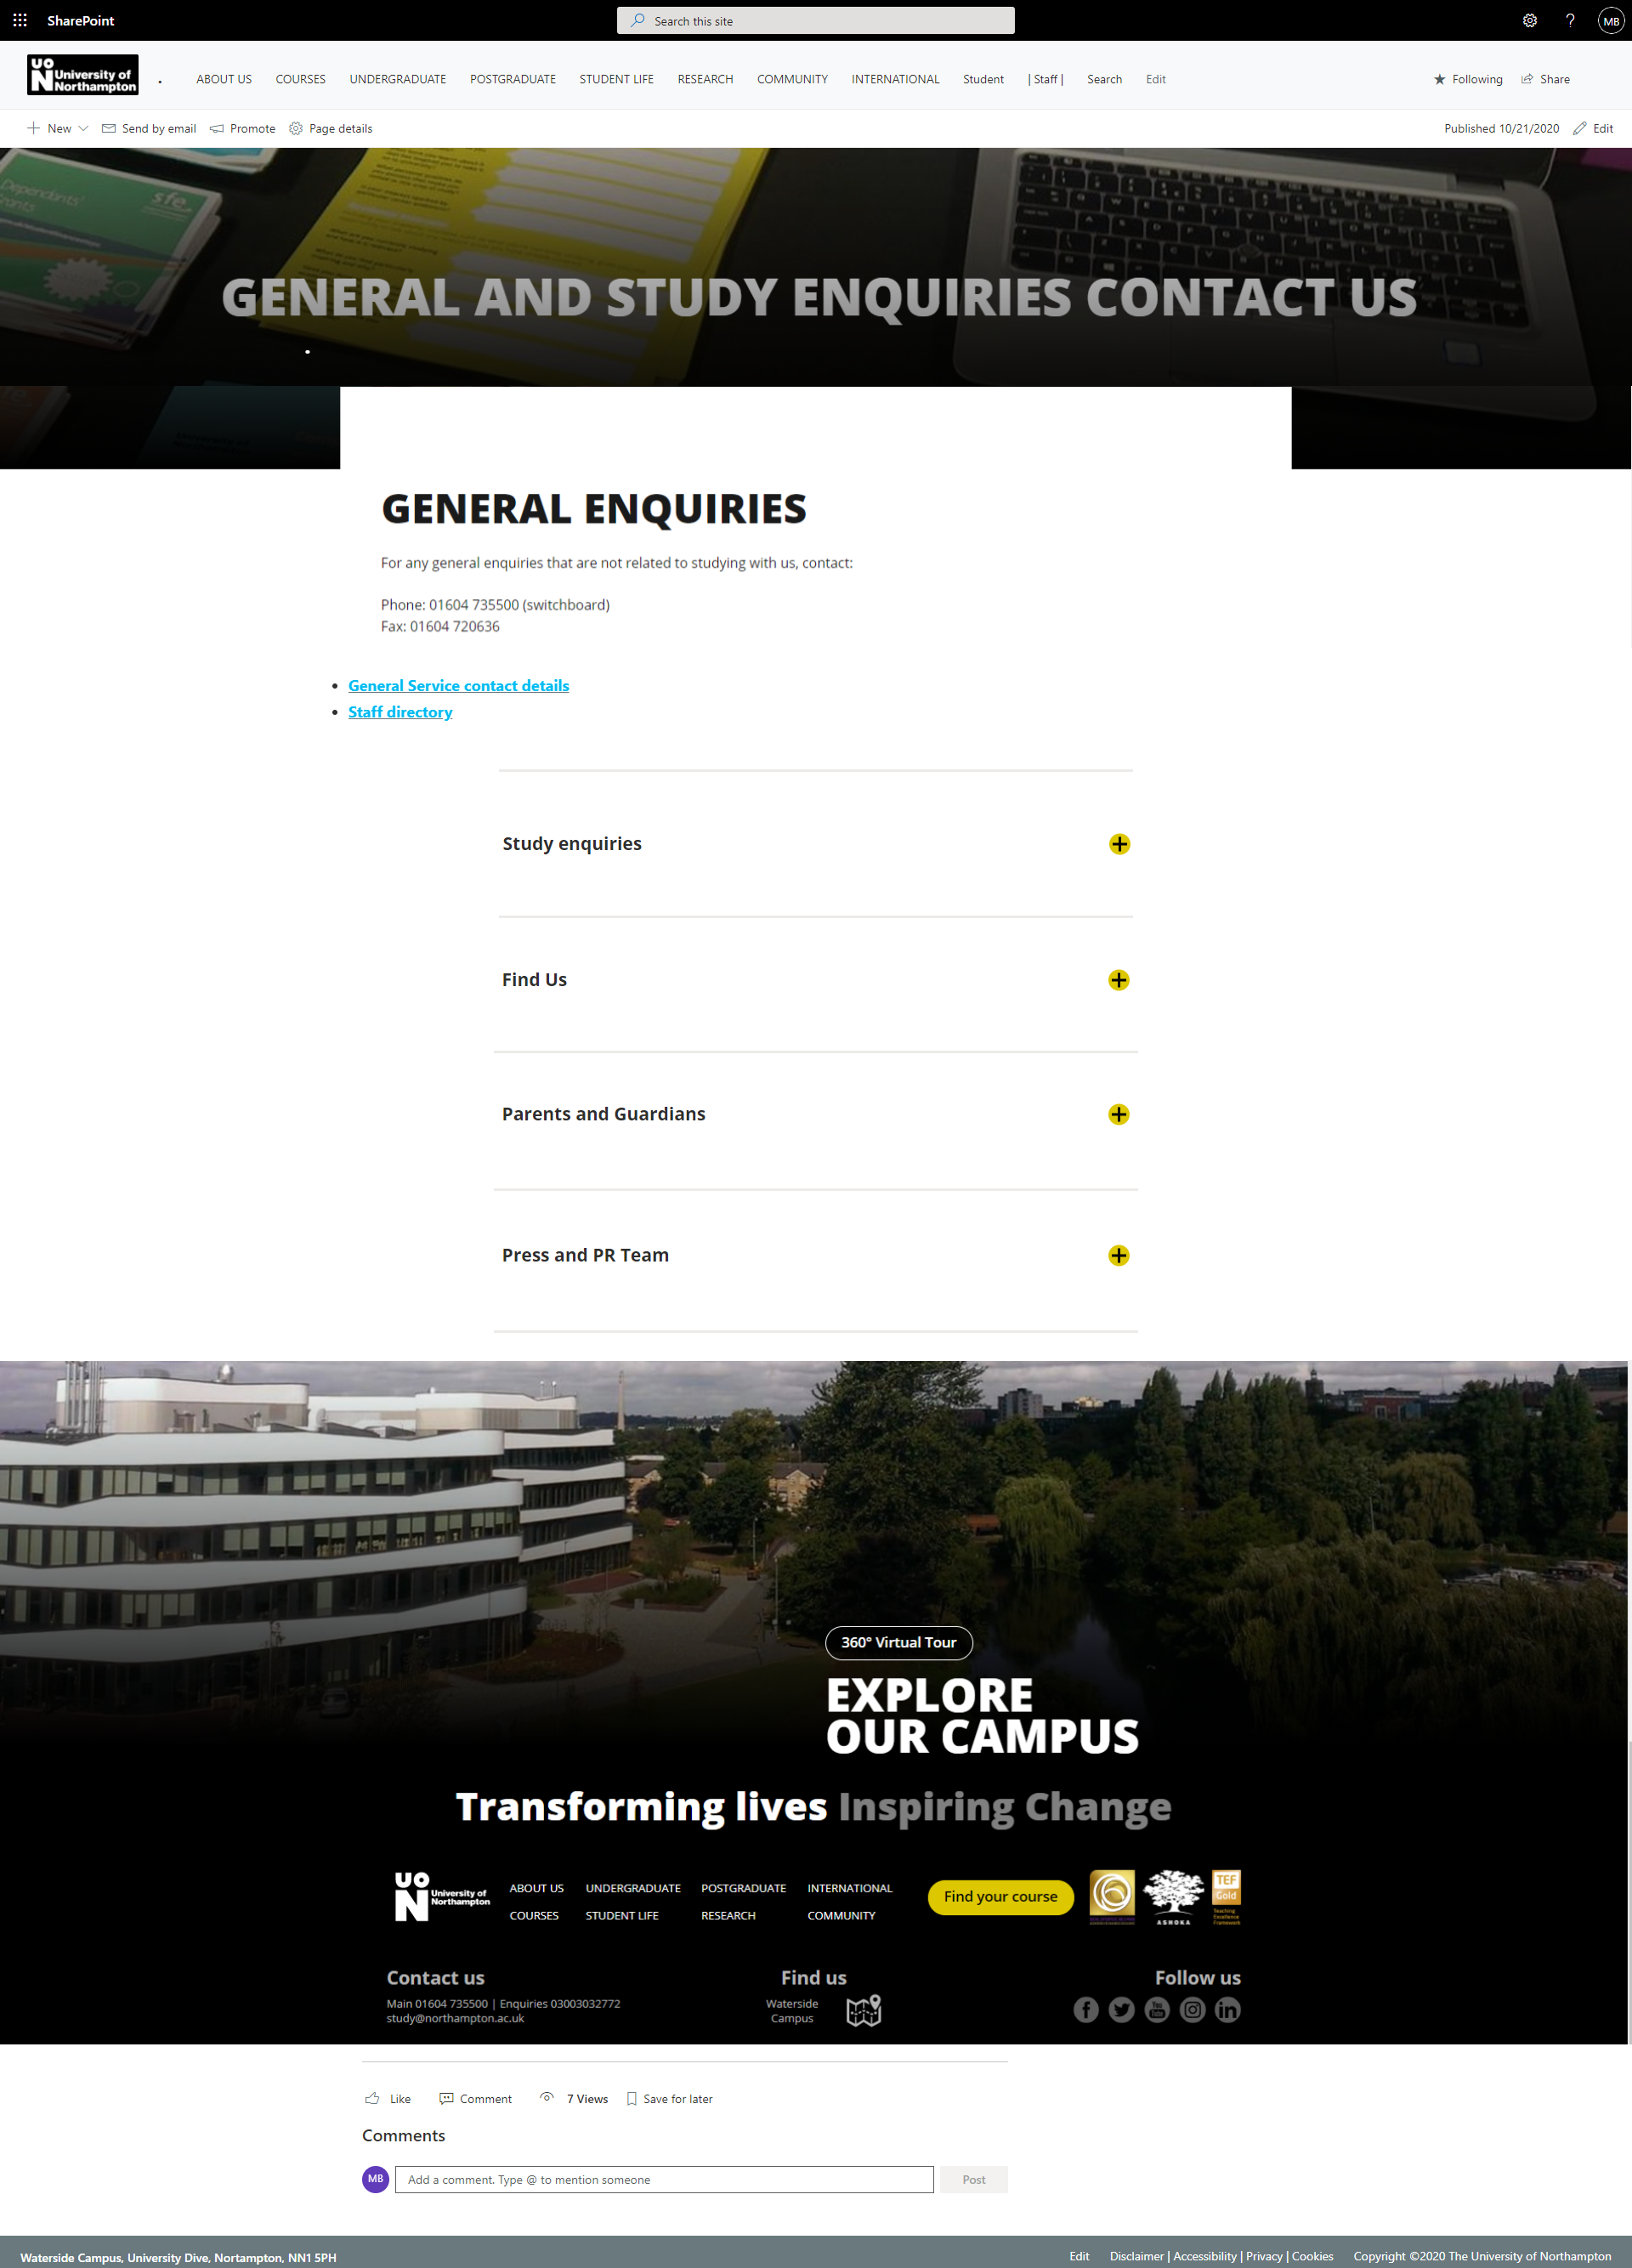 SharePoint
Search this site
MB
UON University of Northampton
.
ABOUT US COURSES UNDERGRADUATE POSTGRADUATE STUDENT LIFE RESEARCH COMMUNITY INTERNATIONAL Student | Staff | Search Edit
Following Share
New Send by email Promote Page details
Published 10/21/2020 Edit
Dependants'
Grants
sfe
GENERAL AND STUDY ENQUIRIES CONTACT US
GENERAL ENQUIRIES
For any general enquiries that are not related to studying with us, contact:
Phone: 01604 735500 (switchboard)
Fax: 01604 720636
• General Service contact details
• Staff directory
Study enquiries
Find Us
Parents and Guardians
Press and PR Team
360° Virtual Tour
EXPLORE
OUR CAMPUS
Transforming lives Inspiring Change
UON University of Northampton
ABOUT US UNDERGRADUATE POSTGRADUATE INTERNATIONAL
COURSES STUDENT LIFE RESEARCH COMMUNITY
Find your course
ASHOKA
TEF
Gold
Teaching
Excellence
Framework
Contact us
Main 01604 735500 | Enquiries 03003032772
study@northampton.ac.uk
Find us
Waterside
Campus
Follow us
You
Tube
Like Comment 7 Views Save for later
Comments
MB
Add a comment. Type @ to mention someone
Post
Waterside Campus, University Dive, Nortampton, NN1 5PH
Edit Disclaimer | Accessibility | Privacy | Cookies Copyright ©2020 The University of Northampton